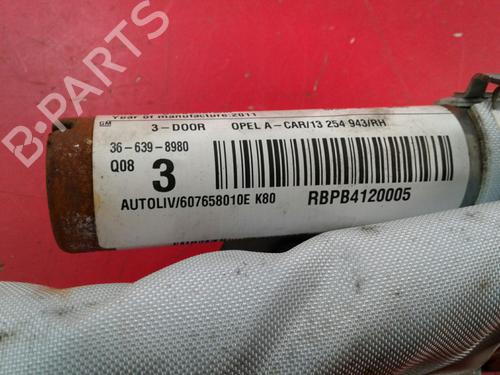 Year of manufacture:2011
GM
3-DOOR OPEL A-CAR/13 254 943/RH
36-639-8980
Q08 3
AUTOLIV/607658010E K80
RBPB4120005
B-PARTS